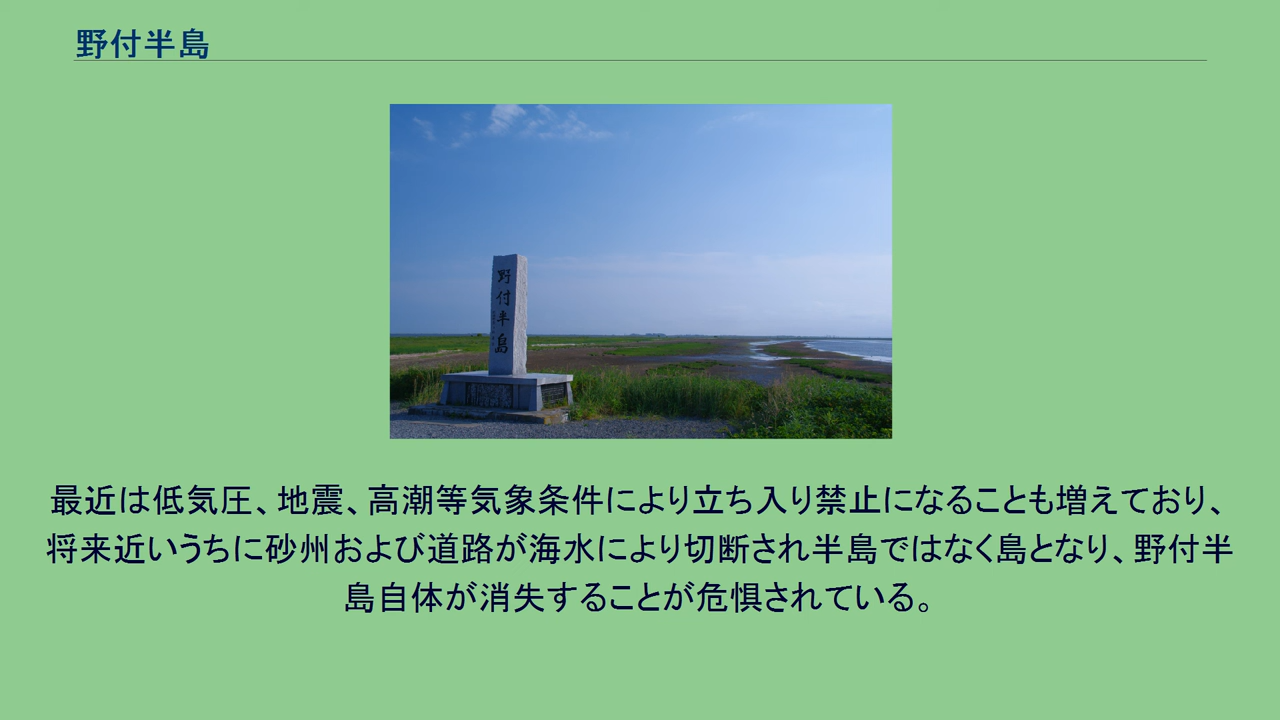 野付半島
野付半島
最近は低気圧、地震、高潮等気象条件により立ち入り禁止になることも増えており、
将来近いうちに砂州および道路が海水により切断され半島ではなく島となり、野付半
島自体が消失することが危惧されている。